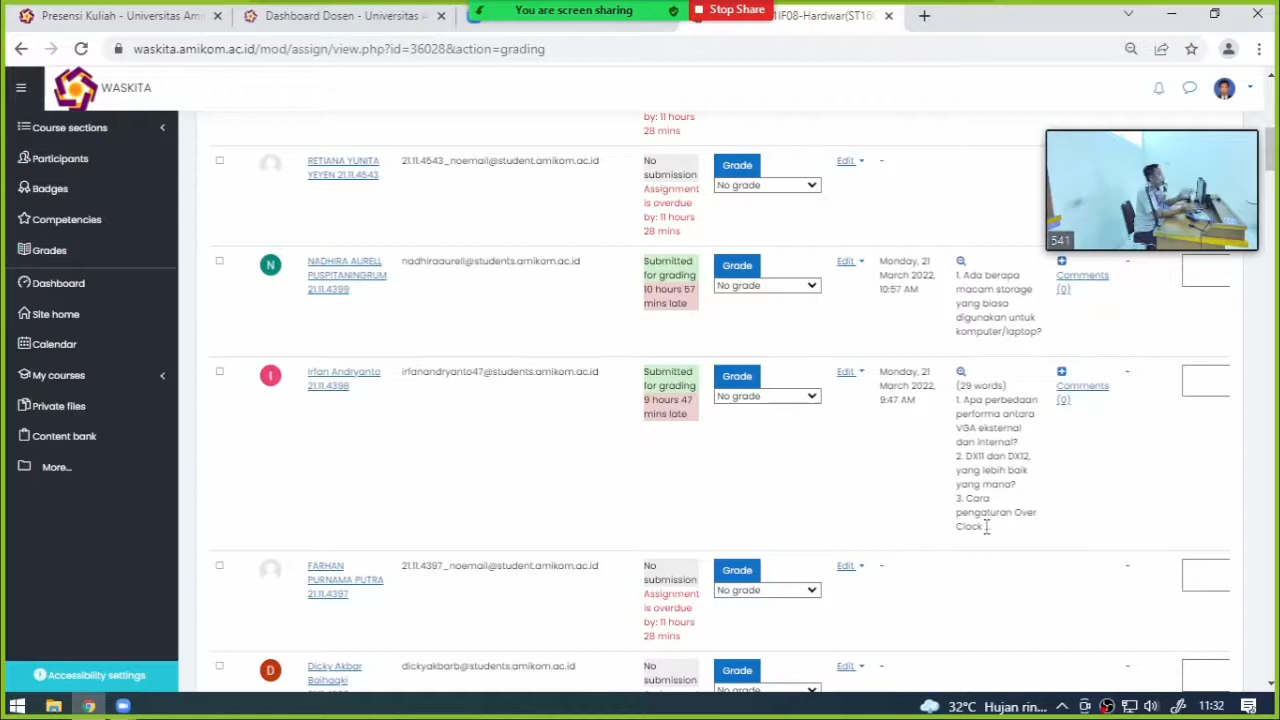 Presensi Kuliah - Universitas Ami
Dashboard Dosen - Universitas A
You are screen sharing
Stop Share
1IF08-Hardwar(ST160
waskita.amikom.ac.id/mod/assign/view.php?id=36028&action=grading
WASKITA
Course sections
Participants
Badges
Competencies
Grades
Dashboard
Site home
Calendar
My courses
Private files
Content bank
More...
Accessibility settings
by: 11 hours
28 mins
RETIANA YUNITA
YEYEN 21.11.4543
21.11.4543_noemail@student.amikom.ac.id
No
submission
Assignment
is overdue
by: 11 hours
28 mins
Grade
No grade
Edit
-
541
NADHIRA AURELL
PUSPITANINGRUM
21.11.4399
nadhiraaurell@students.amikom.ac.id
Submitted
for grading
10 hours 57
mins late
Grade
No grade
Edit
Monday, 21
March 2022,
10:57 AM
1. Ada berapa
macam storage
yang biasa
digunakan untuk
komputer/laptop?
Comments
(0)
-
Irfan Andryanto
21.11.4398
irfanandryanto47@students.amikom.ac.id
Submitted
for grading
9 hours 47
mins late
Grade
No grade
Edit
Monday, 21
March 2022,
9:47 AM
(29 words)
1. Apa perbedaan
performa antara
VGA eksternal
dan internal?
2. DX11 dan DX12,
yang lebih baik
yang mana?
3. Cara
pengaturan Over
Clock
Comments
(0)
-
FARHAN
PURNAMA PUTRA
21.11.4397
21.11.4397_noemail@student.amikom.ac.id
No
submission
Assignment
is overdue
by: 11 hours
28 mins
Grade
No grade
Edit
-
-
Dicky Akbar
Baihaqki
dickyakbarb@students.amikom.ac.id
No
submission
Grade
No grade
Edit
-
-
32°C Hujan rin...
11:32